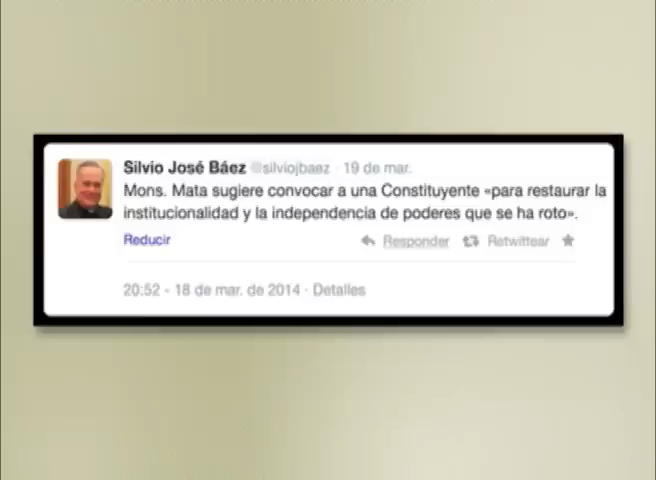 Silvio José Báez @silviojbaez · 19 de mar.
Mons. Mata sugiere convocar a una Constituyente «para restaurar la
institucionalidad y la independencia de poderes que se ha roto».
Reducir Responder Retwittear
20:52 - 18 de mar. de 2014 · Detalles